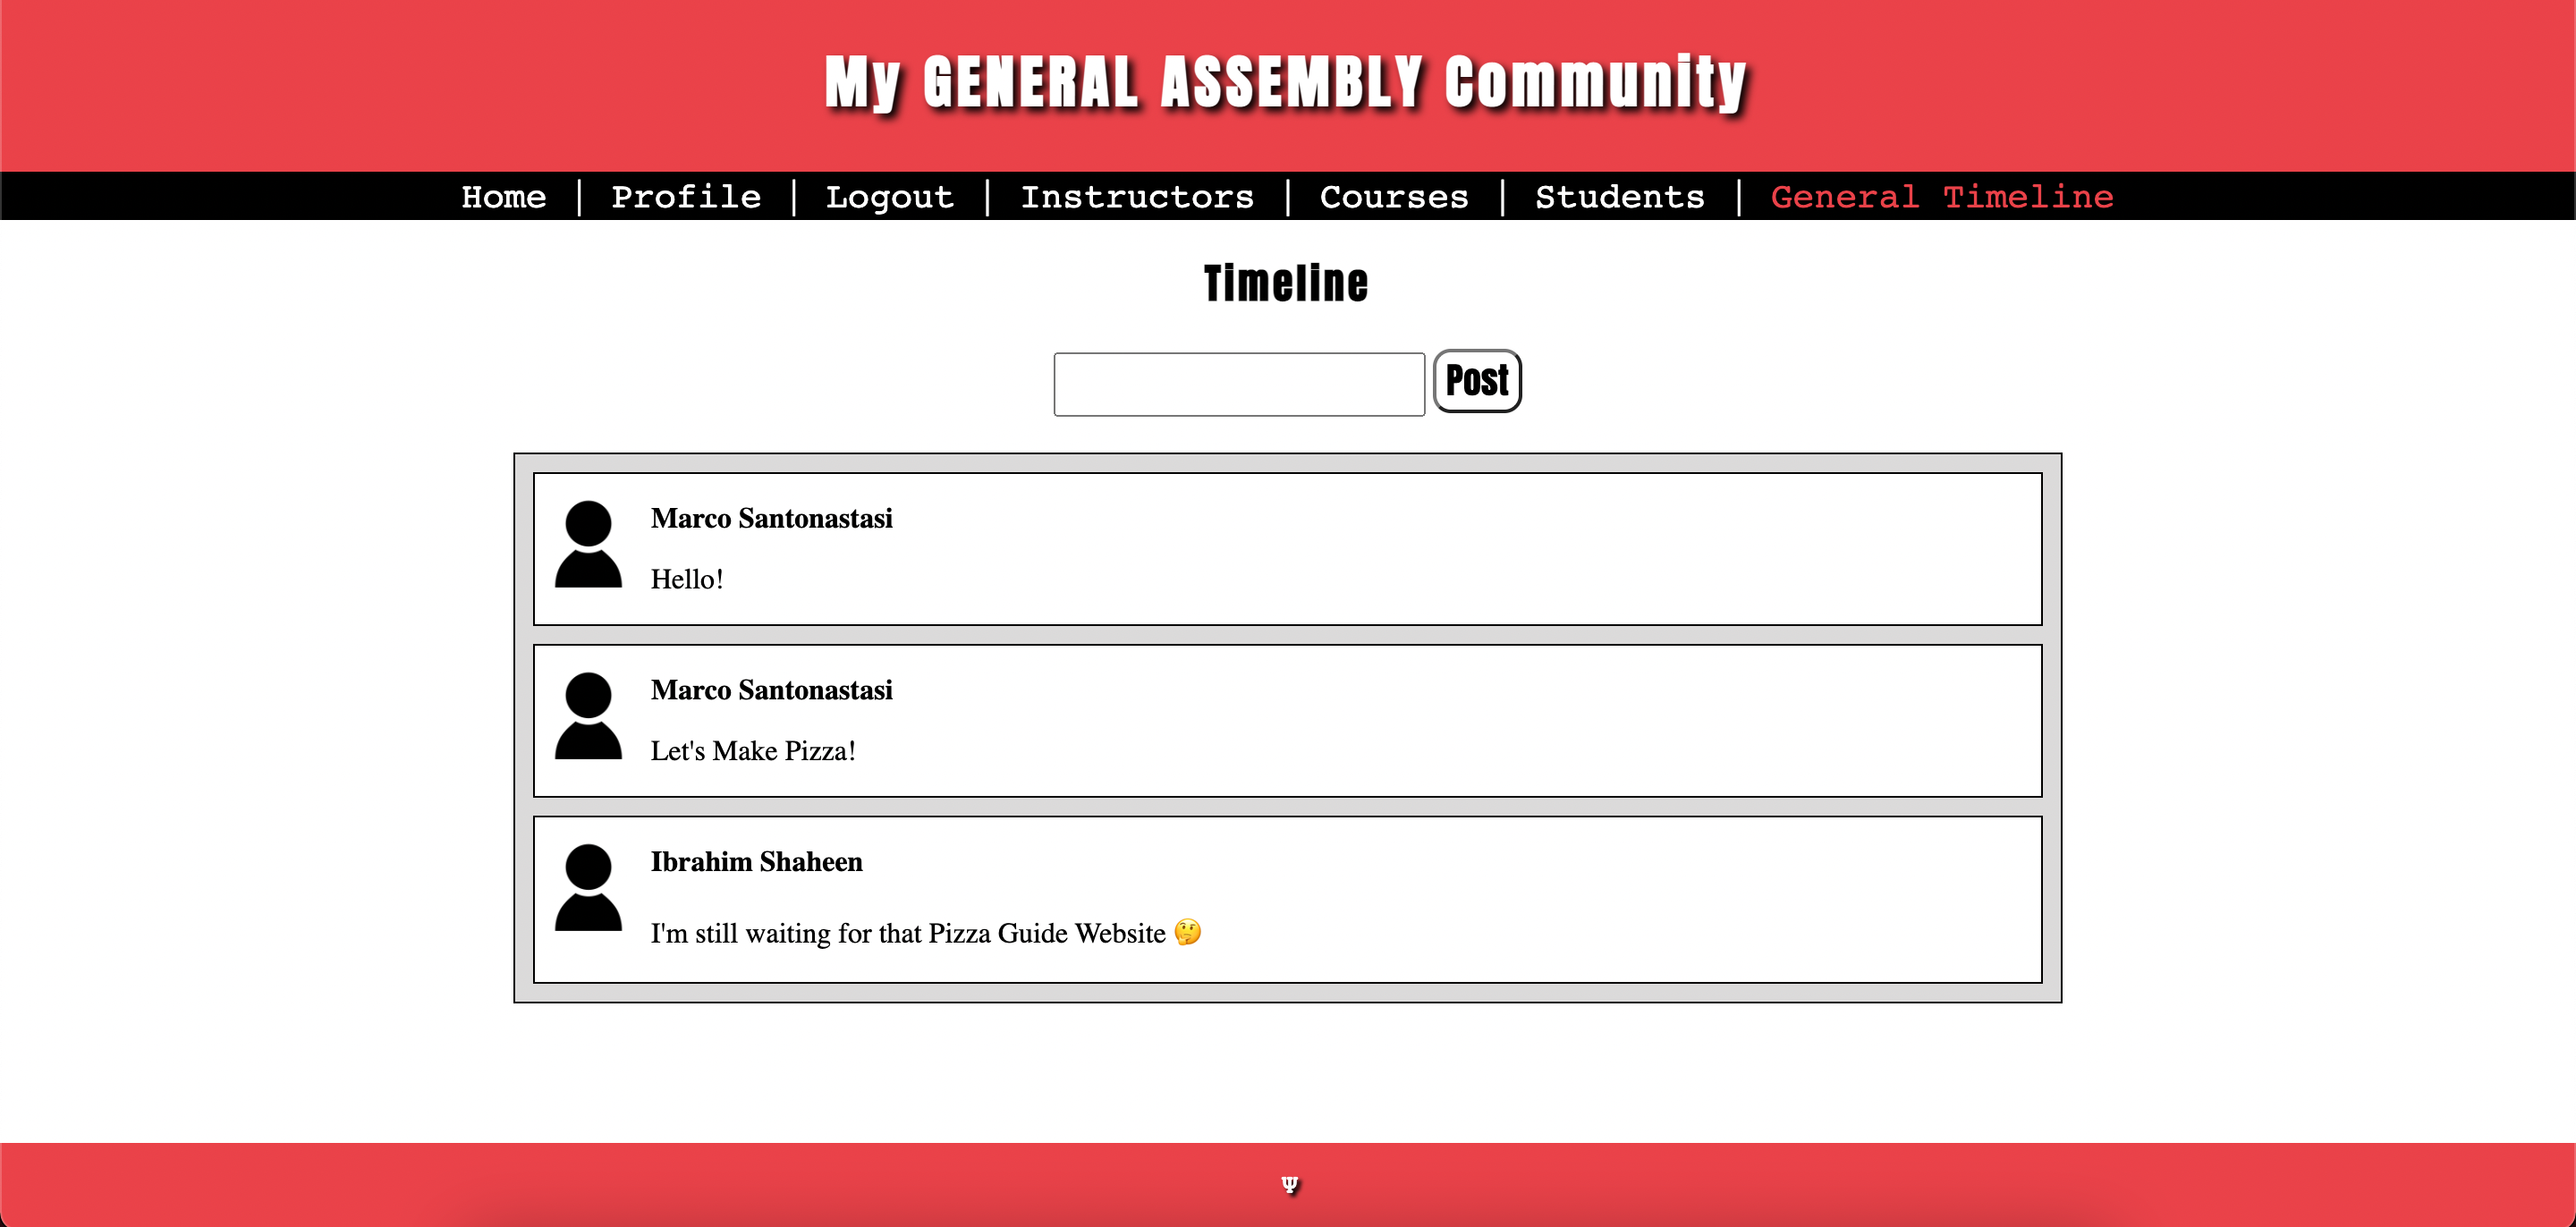 My GENERAL ASSEMBLY Community
Home | Profile | Logout | Instructors | Courses | Students | General Timeline
Timeline
Post
Marco Santonastasi
Hello!
Marco Santonastasi
Let's Make Pizza!
Ibrahim Shaheen
I'm still waiting for that Pizza Guide Website 🤔
Ψ